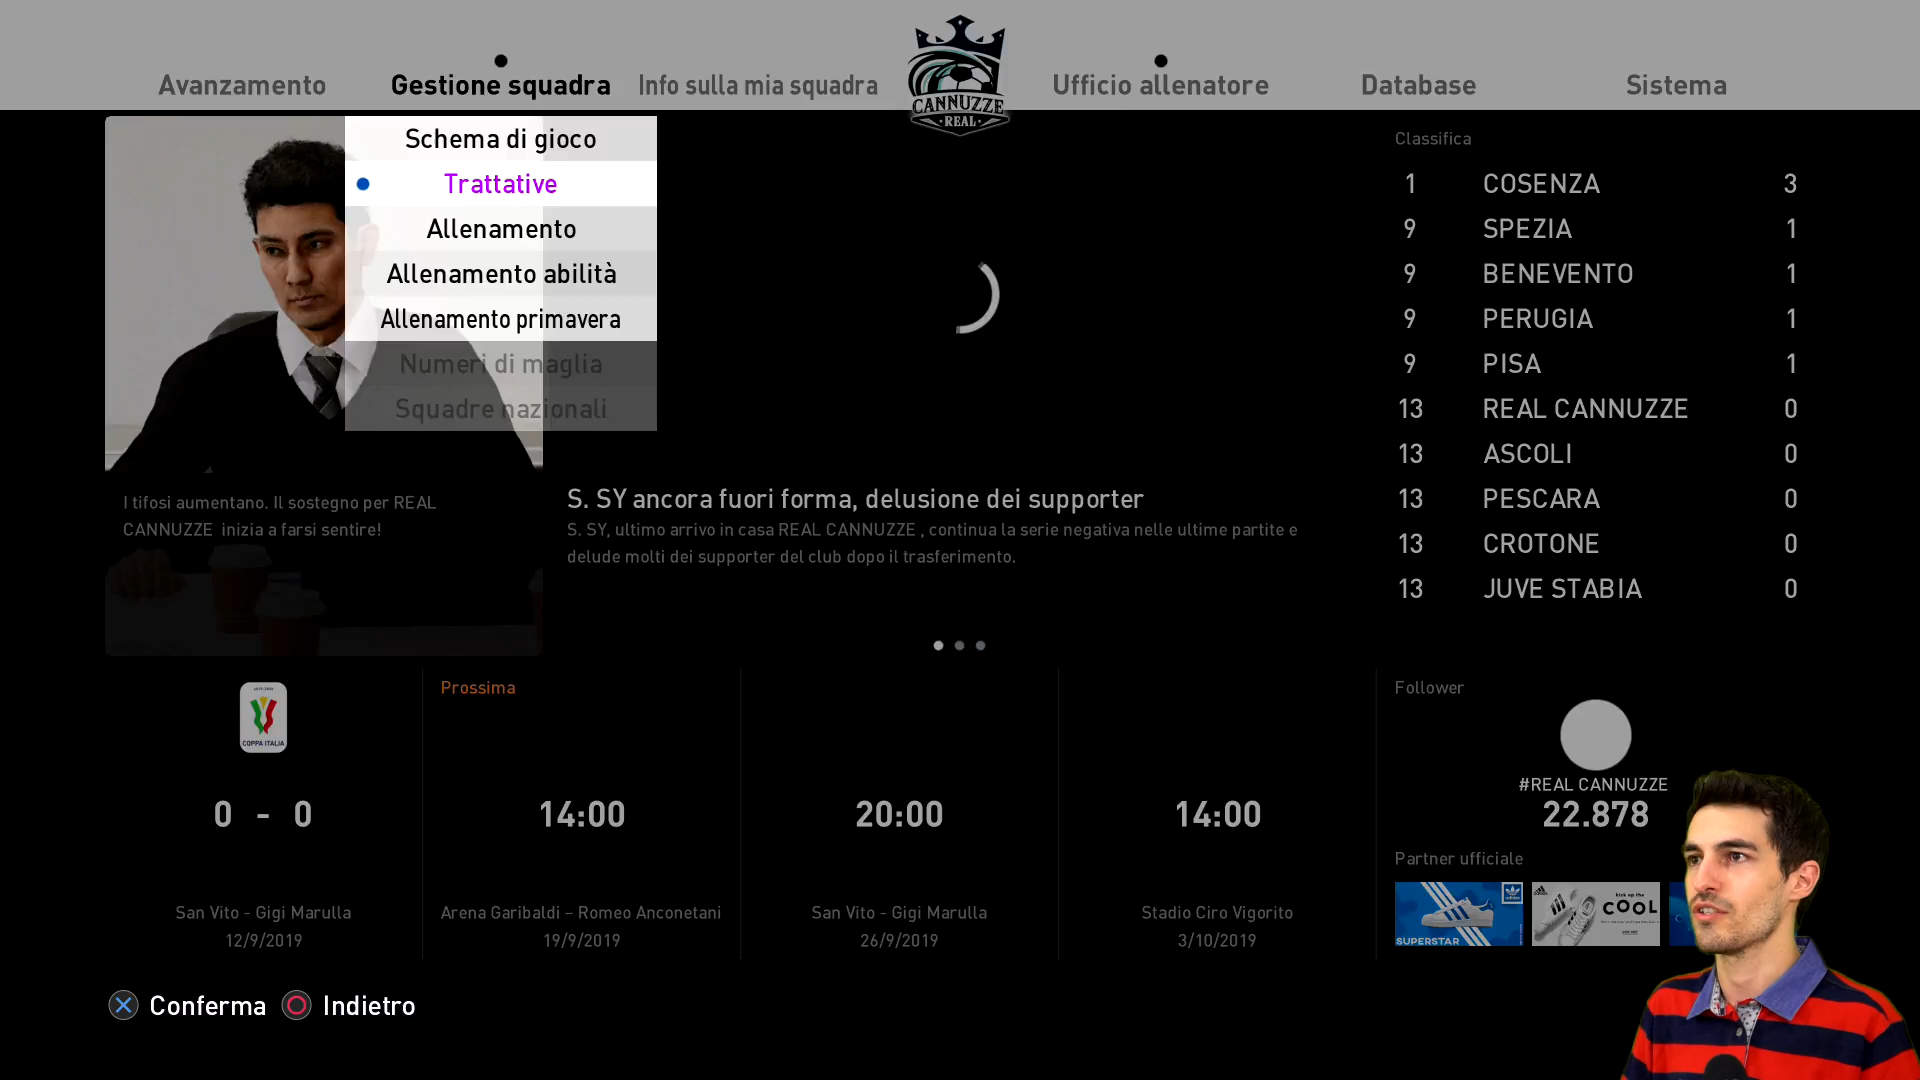 Avanzamento
Gestione squadra
Info sulla mia squadra
CANNUZZE
REAL
Ufficio allenatore
Database
Sistema
Schema di gioco
Trattative
Allenamento
Allenamento abilità
Allenamento primavera
Numeri di maglia
Squadre nazionali
I tifosi aumentano. Il sostegno per REAL
CANNUZZE inizia a farsi sentire!
S. SY ancora fuori forma, delusione dei supporter
S. SY, ultimo arrivo in casa REAL CANNUZZE , continua la serie negativa nelle ultime partite e
delude molti dei supporter del club dopo il trasferimento.
Classifica
1 COSENZA 3
9 SPEZIA 1
9 BENEVENTO 1
9 PERUGIA 1
9 PISA 1
13 REAL CANNUZZE 0
13 ASCOLI 0
13 PESCARA 0
13 CROTONE 0
13 JUVE STABIA 0
COPPA ITALIA
0 - 0
San Vito - Gigi Marulla
12/9/2019
Prossima
14:00
Arena Garibaldi – Romeo Anconetani
19/9/2019
20:00
San Vito - Gigi Marulla
26/9/2019
14:00
Stadio Ciro Vigorito
3/10/2019
Follower
#REAL CANNUZZE
22.878
Partner ufficiale
SUPERSTAR
adidas
kick up the
COOL
Conferma
Indietro